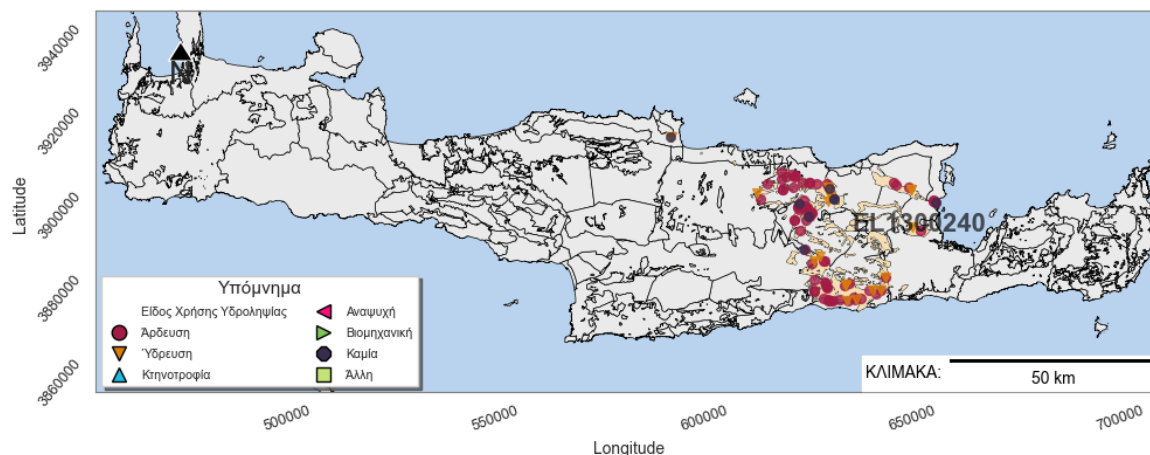 3940000
3920000
3900000
3880000
3860000
Latitude
N
EL1300240
Υπόμνημα
Είδος Χρήσης Υδροληψίας
Άρδευση
Ύδρευση
Κτηνοτροφία
Αναψυχή
Βιομηχανική
Καμία
Άλλη
ΚΛΙΜΑΚΑ:
50 km
500000
550000
600000
650000
700000
Longitude